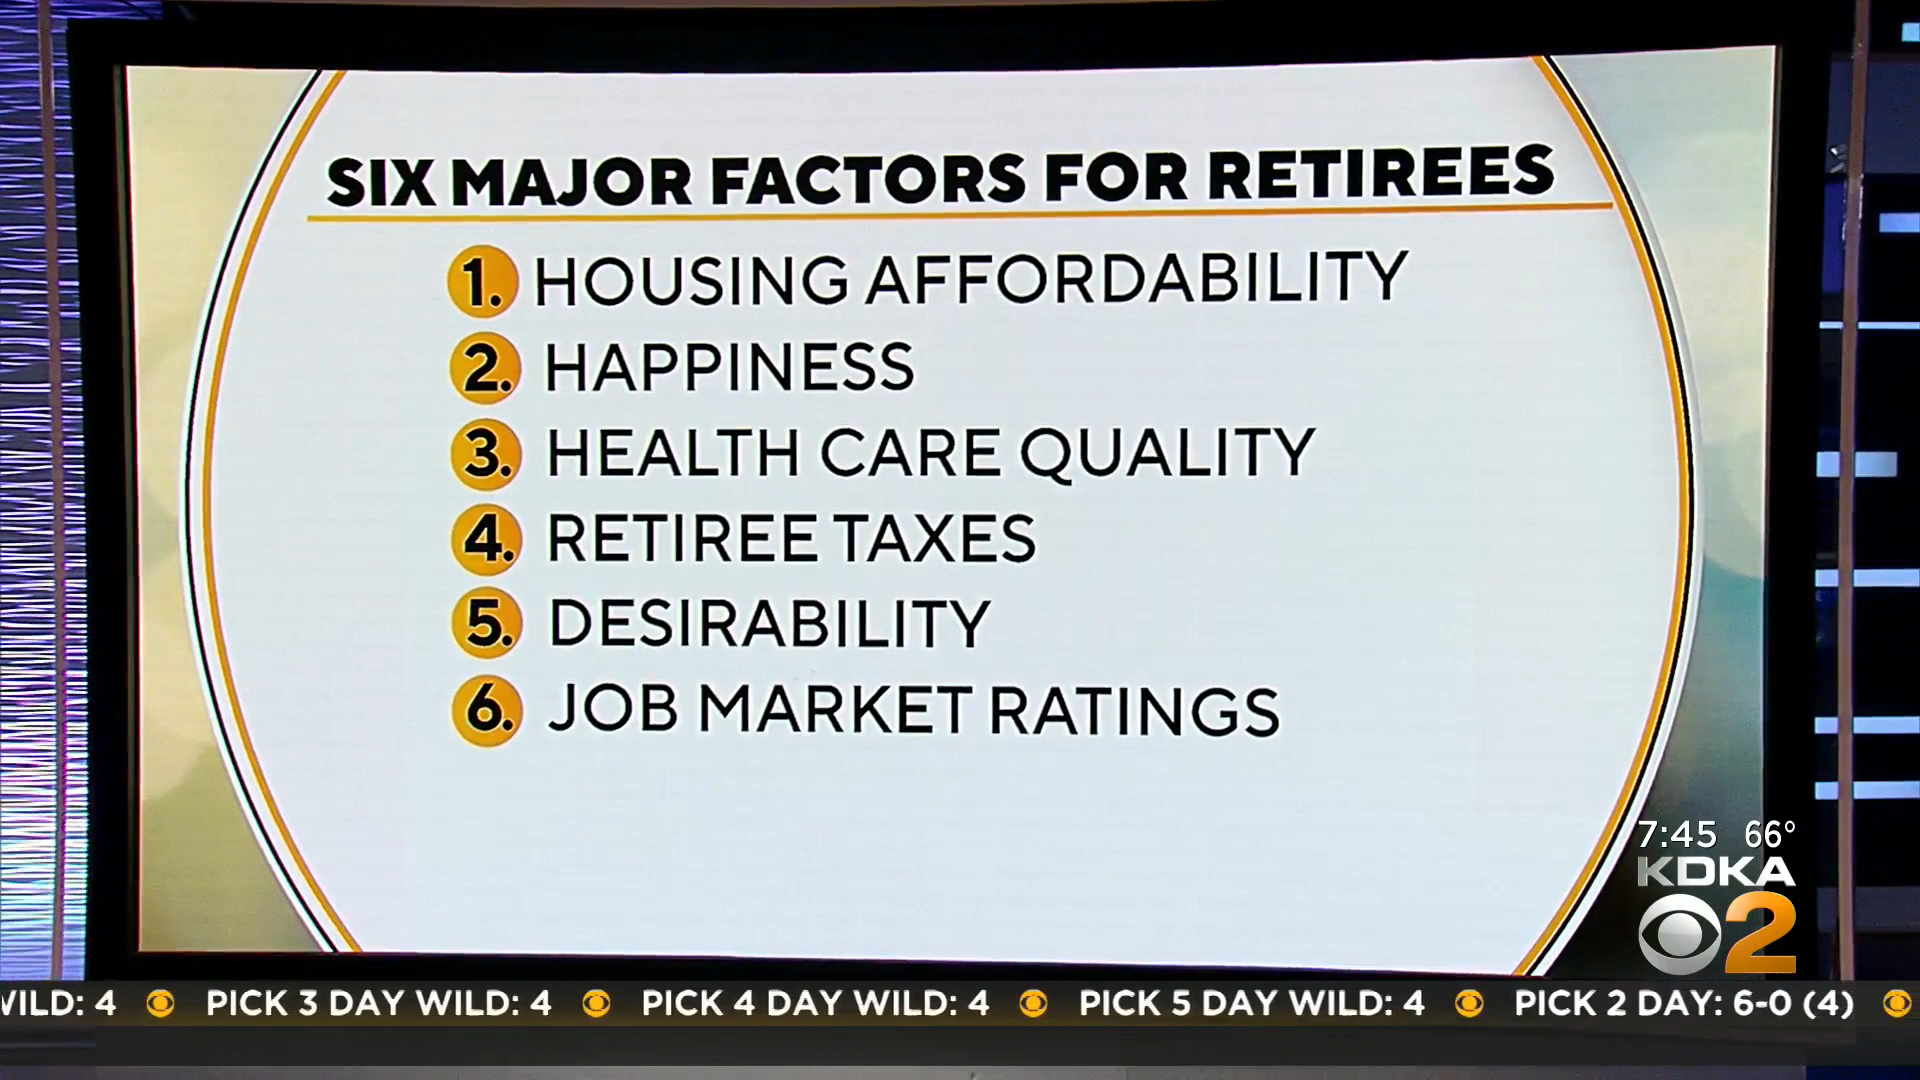 SIX MAJOR FACTORS FOR RETIREES
1. HOUSING AFFORDABILITY
2. HAPPINESS
3. HEALTH CARE QUALITY
4. RETIREE TAXES
5. DESIRABILITY
6. JOB MARKET RATINGS
7:45 66°
KDKA
2
WILD: 4 PICK 3 DAY WILD: 4 PICK 4 DAY WILD: 4 PICK 5 DAY WILD: 4 PICK 2 DAY: 6-0 (4)